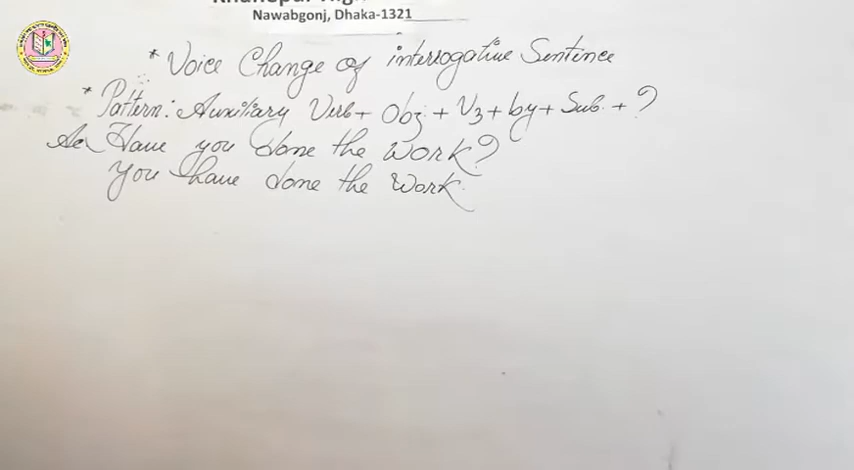 Nawabgonj, Dhaka-1321
* Voice Change of interrogative Sentence
* Pattern: Auxiliary Verb + Obj + V3 + by + Sub. + ?
Ac Have you done the work?
You have done the Work.